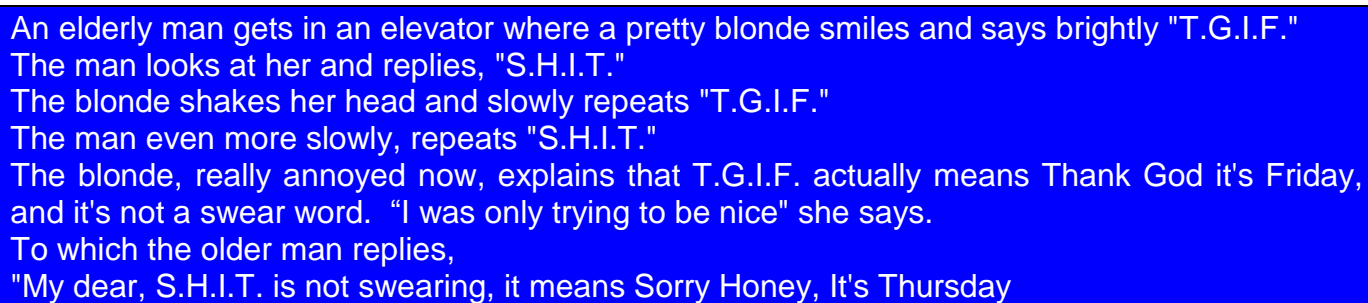 An elderly man gets in an elevator where a pretty blonde smiles and says brightly "T.G.I.F."
The man looks at her and replies, "S.H.I.T."
The blonde shakes her head and slowly repeats "T.G.I.F."
The man even more slowly, repeats "S.H.I.T."
The blonde, really annoyed now, explains that T.G.I.F. actually means Thank God it's Friday,
and it's not a swear word.  “I was only trying to be nice" she says.
To which the older man replies,
"My dear, S.H.I.T. is not swearing, it means Sorry Honey, It's Thursday